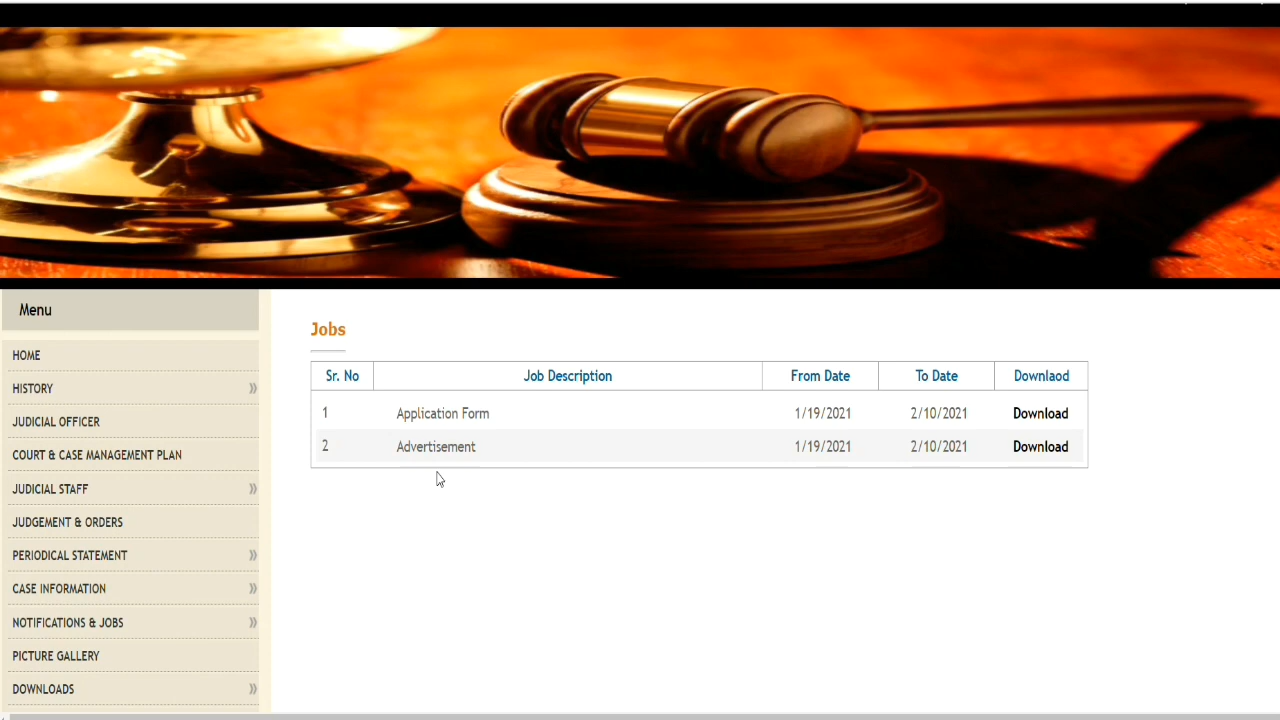 Menu
HOME
HISTORY
JUDICIAL OFFICER
COURT & CASE MANAGEMENT PLAN
JUDICIAL STAFF
JUDGEMENT & ORDERS
PERIODICAL STATEMENT
CASE INFORMATION
NOTIFICATIONS & JOBS
PICTURE GALLERY
DOWNLOADS
Jobs
Sr. No Job Description From Date To Date Downlaod
1 Application Form 1/19/2021 2/10/2021 Download
2 Advertisement 1/19/2021 2/10/2021 Download